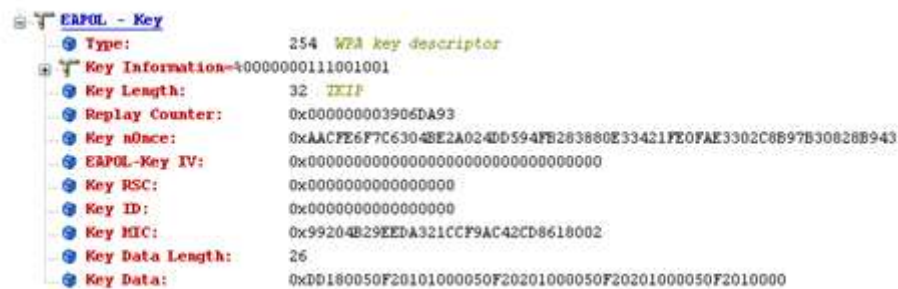 EAPOL - Key
Type: 254 WPA key descriptor
Key Information=%0000000111001001
Key Length: 32 TKIP
Replay Counter: 0x000000003906DA93
Key nOnce: 0xAACFE6F7C6304BE2A024DD594FB283880E33421FE0FAE3302C8B97B30828B943
EAPOL-Key IV: 0x00000000000000000000000000000000
Key RSC: 0x0000000000000000
Key ID: 0x0000000000000000
Key MIC: 0x99204B29EEDA321CCF9AC42CD8618002
Key Data Length: 26
Key Data: 0xDD180050F20101000050F20201000050F20201000050F2010000